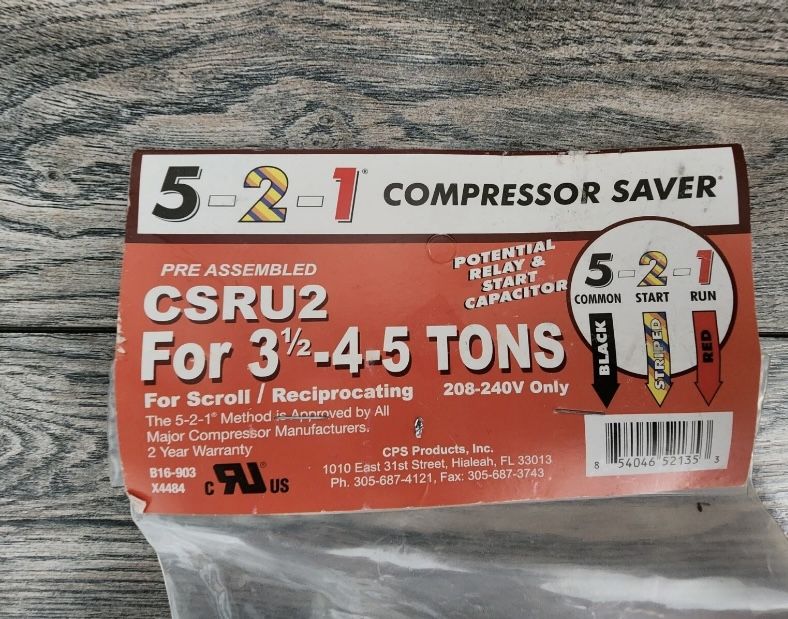 5-2-1® COMPRESSOR SAVER®
PRE ASSEMBLED
CSRU2
For 3½-4-5 TONS
For Scroll / Reciprocating
208-240V Only
The 5-2-1® Method is Approved by All
Major Compressor Manufacturers.
2 Year Warranty
B16-903
X4484
C RU® US
CPS Products, Inc.
1010 East 31st Street, Hialeah, FL 33013
Ph. 305-687-4121, Fax: 305-687-3743
POTENTIAL
RELAY &
START
CAPACITOR
5-2-1
COMMON START RUN
BLACK
STRIPED
RED
8 54046 52135 3